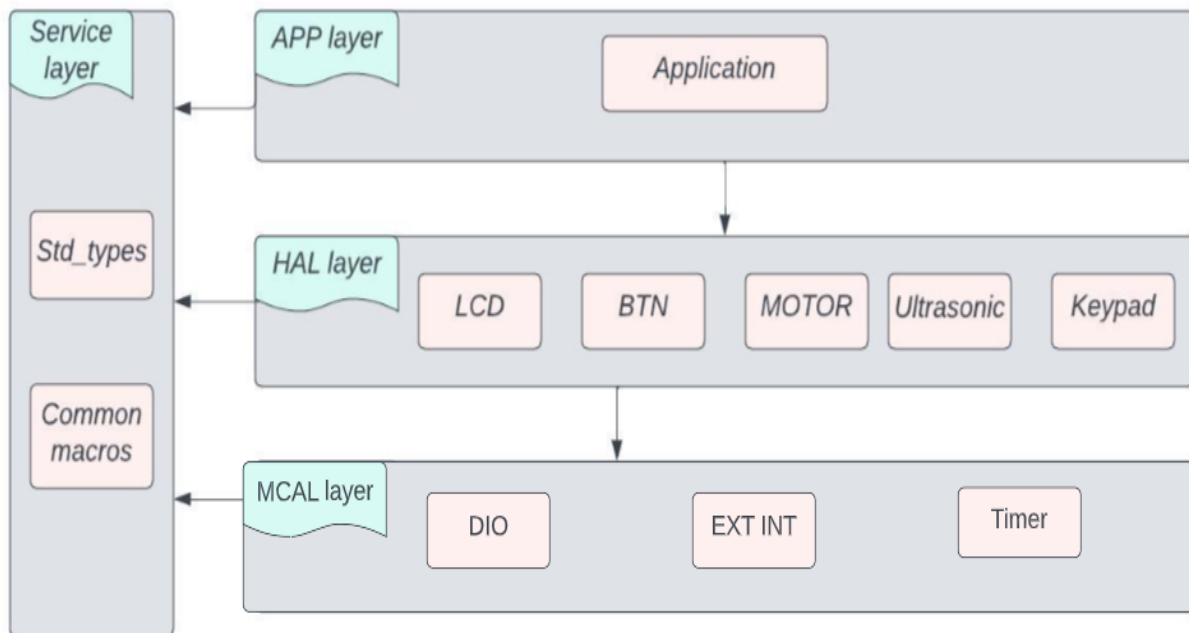 Service
layer
Std_types
Common
macros
APP layer
Application
HAL layer
LCD
BTN
MOTOR
Ultrasonic
Keypad
MCAL layer
DIO
EXT INT
Timer